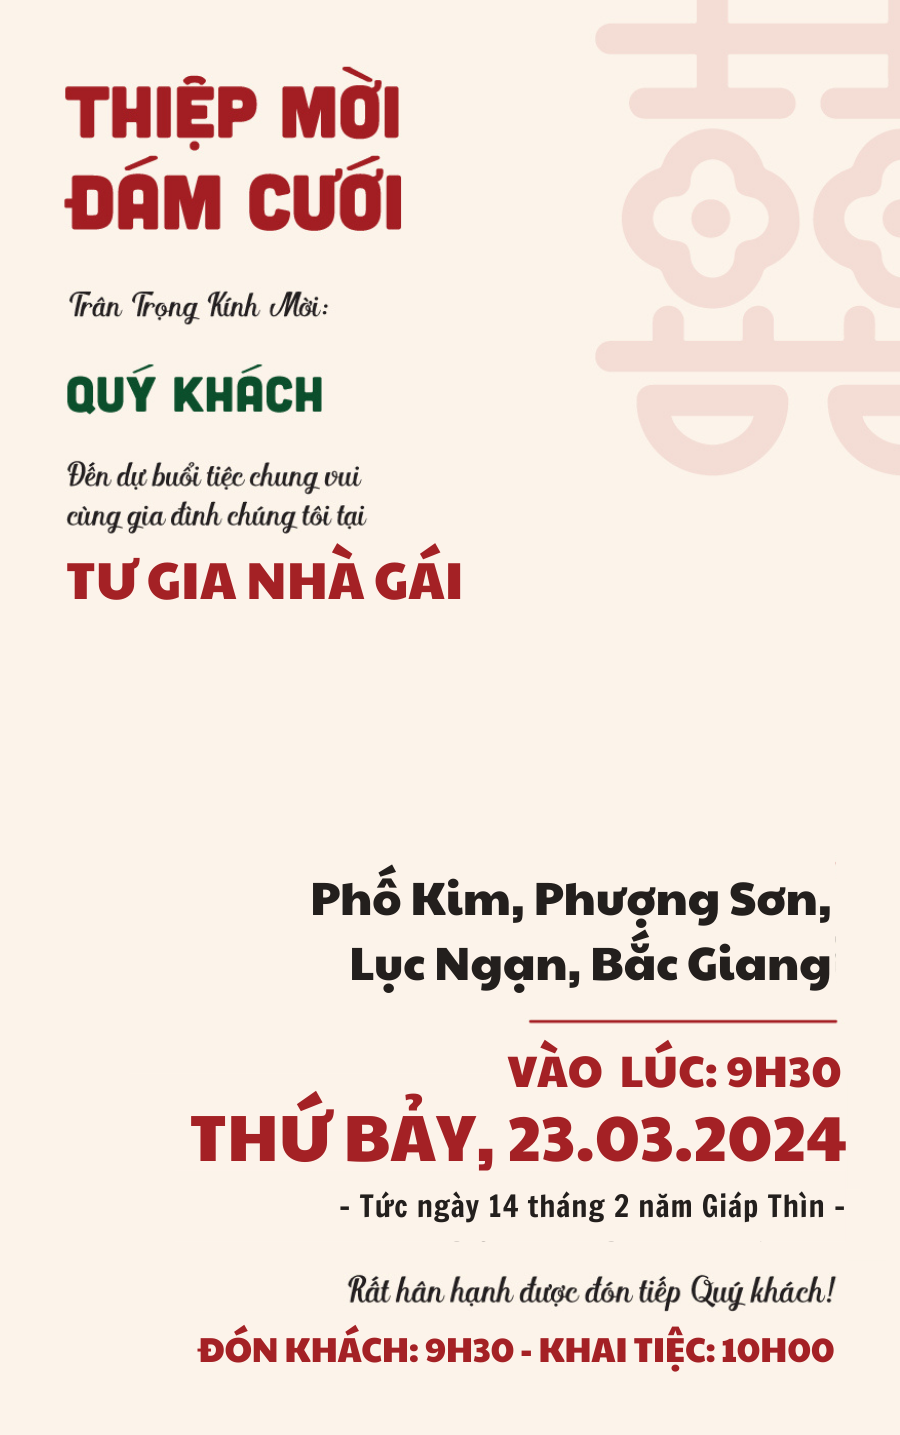 THIỆP MỜI
ĐÁM CƯỚI
Trân Trọng Kính Mời:
QUÝ KHÁCH
Đến dự buổi tiệc chung vui
cùng gia đình chúng tôi tại
TƯ GIA NHÀ GÁI
Phố Kim, Phượng Sơn,
Lục Ngạn, Bắc Giang
VÀO LÚC: 9H30
THỨ BẢY, 23.03.2024
- Tức ngày 14 tháng 2 năm Giáp Thìn -
Rất hân hạnh được đón tiếp Quý khách!
ĐÓN KHÁCH: 9H30 - KHAI TIỆC: 10H00